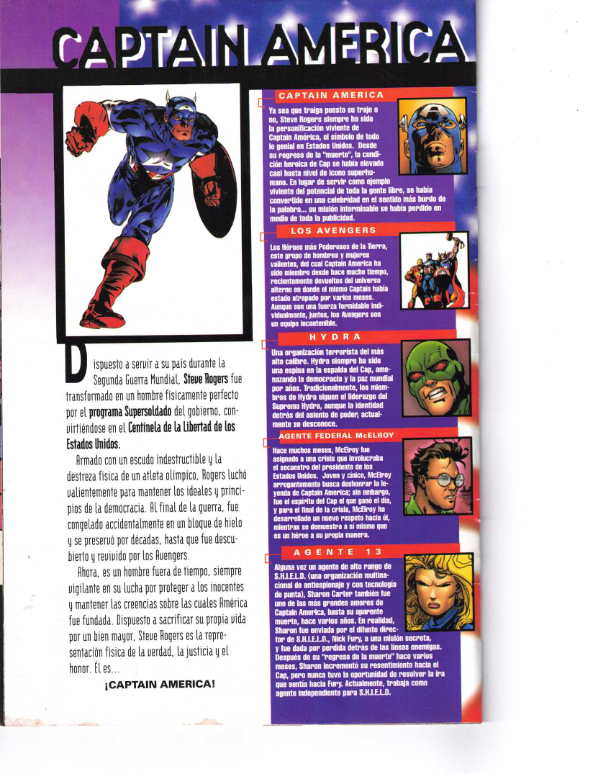 CAPTAIN AMERICA
Dispuesto a servir a su país durante la
Segunda Guerra Mundial, Steve Rogers fue
transformado en un hombre físicamente perfecto
por el programa Supersoldado del gobierno, con-
virtiéndose en el Centinela de la Libertad de los
Estados Unidos.
Armado con un escudo indestructible y la
destreza física de un atleta olímpico, Rogers luchó
valientemente para mantener los ideales y princi-
pios de la democracia. Al final de la guerra, fue
congelado accidentalmente en un bloque de hielo
y se preservó por décadas, hasta que fue descu-
bierto y revivido por los Avengers.
Ahora, es un hombre fuera de tiempo, siempre
vigilante en su lucha por proteger a los inocentes
y mantener las creencias sobre las cuales América
fue fundada. Dispuesto a sacrificar su propia vida
por un bien mayor, Steve Rogers es la repre-
sentación física de la verdad, la justicia y el
honor. Él es...
¡CAPTAIN AMERICA!
CAPTAIN AMERICA
Ya sea que traiga puesto su traje o
no, Steve Rogers siempre ha sido
la personificación viviente de
Captain América, el símbolo de todo
lo genial en Estados Unidos. Desde
su regreso de la "muerte", la condi-
ción heroica de Cap se había elevado
casi hasta nivel de icono superhu-
mano. En lugar de servir como ejemplo
viviente del potencial de toda la gente libre, se había
convertido en una celebridad en el sentido más burdo de
la palabra... su misión interminable se había perdido en
medio de toda la publicidad.
LOS AVENGERS
Los Héroes más Poderosos de la Tierra,
este grupo de hombres y mujeres
valientes, del cual Captain America ha
sido miembro desde hace mucho tiempo,
recientemente devueltos del universo
alterno en donde el mismo Captain había
estado atrapado por varios meses.
Aunque son una fuerza formidable indi-
vidualmente, juntos, los Avengers son
un equipo incontenible.
HYDRA
Una organización terrorista del más
alto calibre. Hydra siempre ha sido
una espina en la espalda del Cap, ame-
nazando la democracia y la paz mundial
por años. Tradicionalmente, los miem-
bros de Hydra siguen el liderazgo del
Supremo Hydra, aunque la identidad
detrás del asiento de poder, actual-
mente se desconoce.
AGENTE FEDERAL McELROY
Hace muchos meses, McElroy fue
asignado a una crisis que involucraba
el secuestro del presidente de los
Estados Unidos. Joven y cínico, McElroy
arrogantemente busca deshonrar la le-
yenda de Captain America; sin embargo,
fue el espíritu del Cap el que ganó el día,
y para el final de la crisis, McElroy ha
desarrollado un nuevo respeto hacia él,
mientras se demuestra a sí mismo que
es un héroe a su propia manera.
AGENTE 13
Alguna vez un agente de alto rango de
S.H.I.E.L.D. (una organización multina-
cional de antiespionaje y con tecnología
de punta), Sharon Carter también fue
uno de las más grandes amores de
Captain America, hasta su aparente
muerte, hace varios años. En realidad,
Sharon fue enviada por el difunto direc-
tor de S.H.I.E.L.D., Nick Fury, a una misión secreta,
y fue dada por perdida detrás de las líneas enemigas.
Después de su "regreso de la muerte" hace varios
meses, Sharon incrementó su resentimiento hacia el
Cap, pero nunca tuvo la oportunidad de resolver la ira
que sentía hacia Fury. Actualmente, trabaja como
agente independiente para S.H.I.E.L.D.